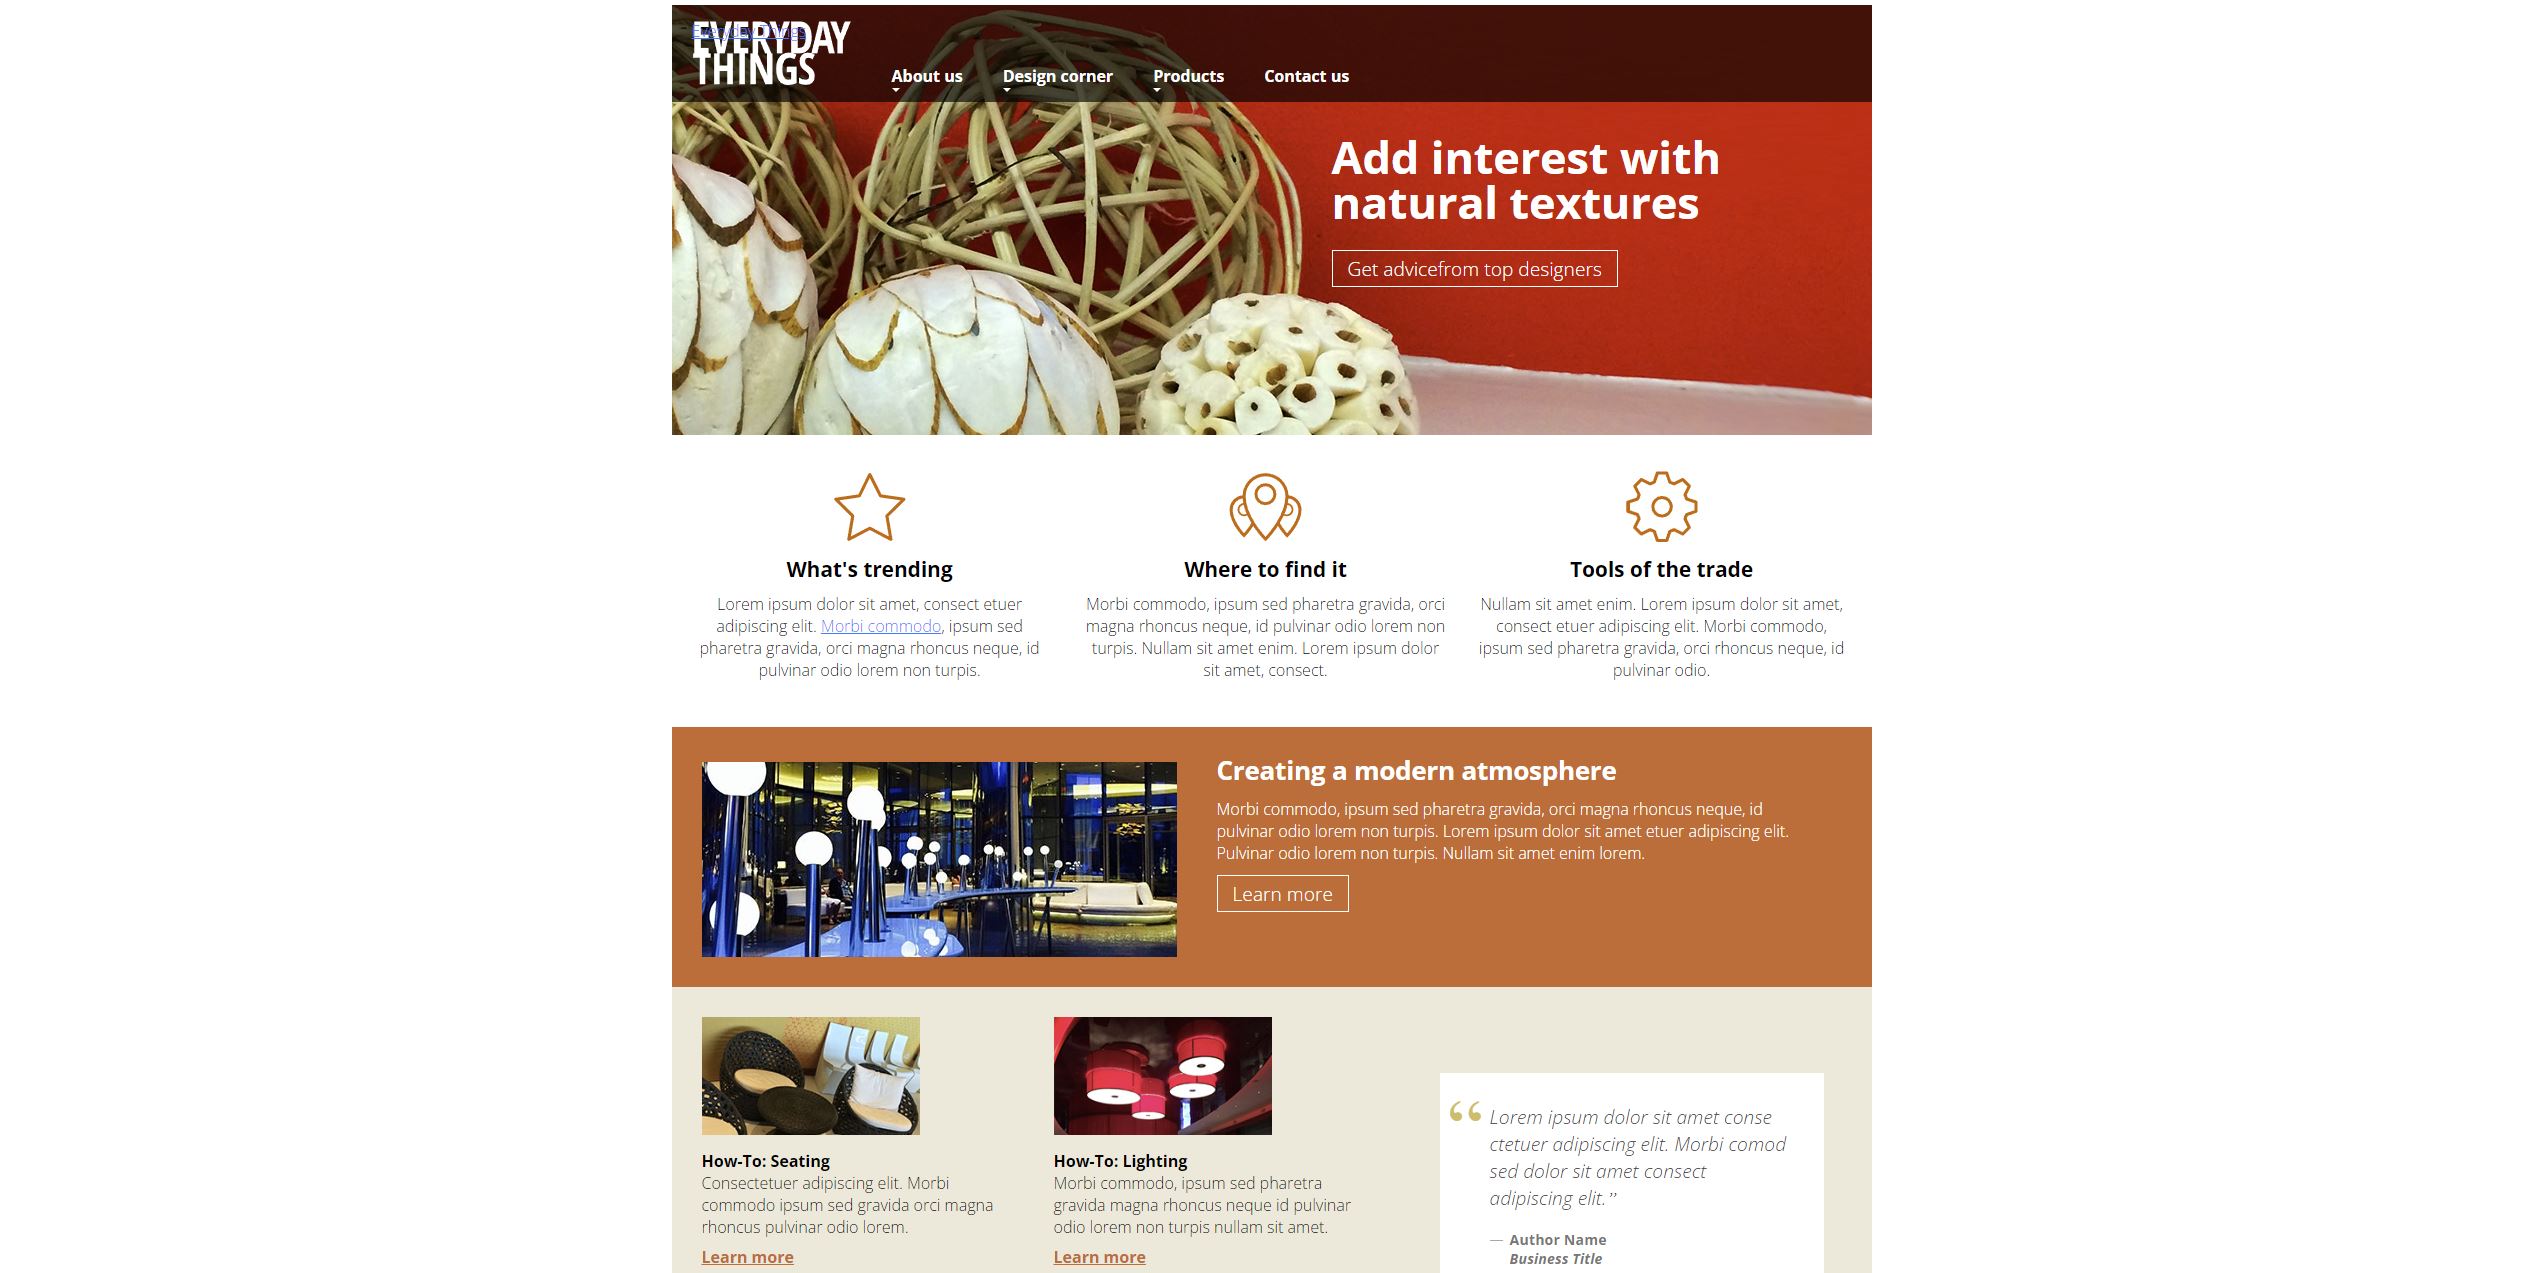 EVERYDAY
THINGS
Everyday Things
About us
Design corner
Products
Contact us
Add interest with
natural textures
Get advicefrom top designers
What's trending
Lorem ipsum dolor sit amet, consect etuer
adipiscing elit. Morbi commodo, ipsum sed
pharetra gravida, orci magna rhoncus neque, id
pulvinar odio lorem non turpis.
Where to find it
Morbi commodo, ipsum sed pharetra gravida, orci
magna rhoncus neque, id pulvinar odio lorem non
turpis. Nullam sit amet enim. Lorem ipsum dolor
sit amet, consect.
Tools of the trade
Nullam sit amet enim. Lorem ipsum dolor sit amet,
consect etuer adipiscing elit. Morbi commodo,
ipsum sed pharetra gravida, orci rhoncus neque, id
pulvinar odio.
Creating a modern atmosphere
Morbi commodo, ipsum sed pharetra gravida, orci magna rhoncus neque, id
pulvinar odio lorem non turpis. Lorem ipsum dolor sit amet etuer adipiscing elit.
Pulvinar odio lorem non turpis. Nullam sit amet enim lorem.
Learn more
How-To: Seating
Consectetuer adipiscing elit. Morbi
commodo ipsum sed gravida orci magna
rhoncus pulvinar odio lorem.
Learn more
How-To: Lighting
Morbi commodo, ipsum sed pharetra
gravida magna rhoncus neque id pulvinar
odio lorem non turpis nullam sit amet.
Learn more
“ Lorem ipsum dolor sit amet conse
ctetuer adipiscing elit. Morbi comod
sed dolor sit amet consect
adipiscing elit.”
— Author Name
Business Title